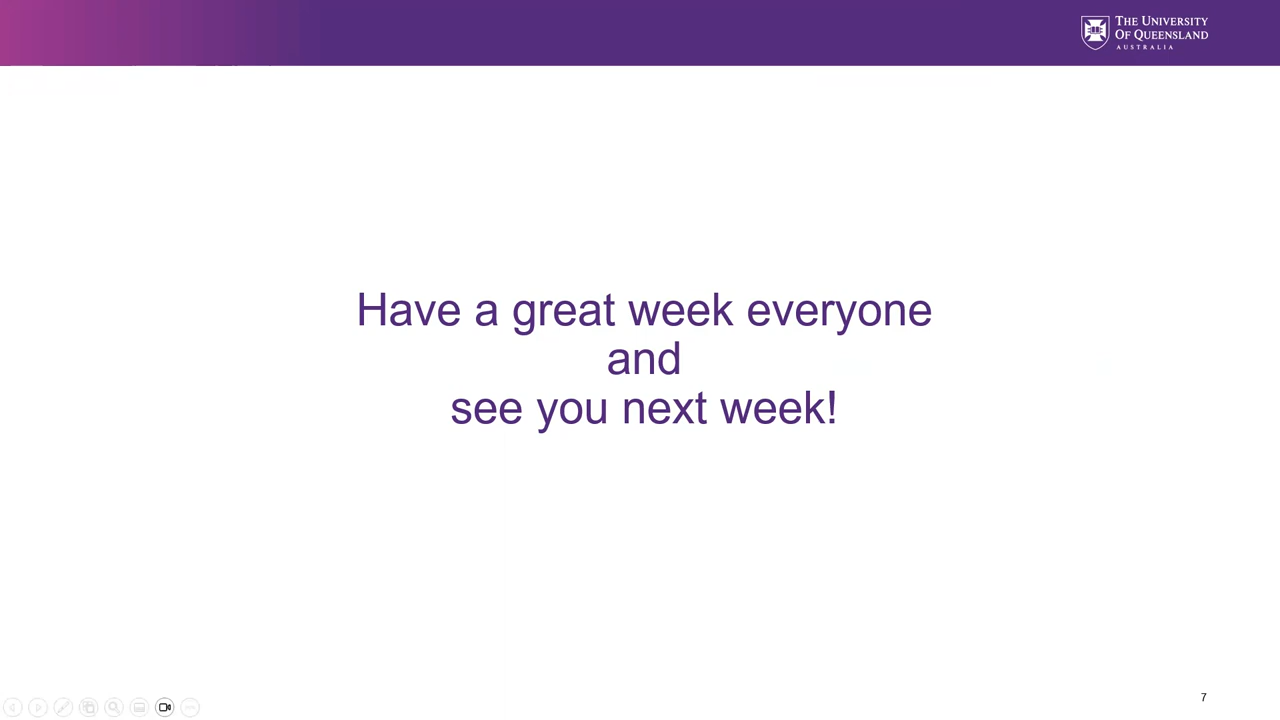 THE UNIVERSITY
OF QUEENSLAND
AUSTRALIA
Have a great week everyone
and
see you next week!
7